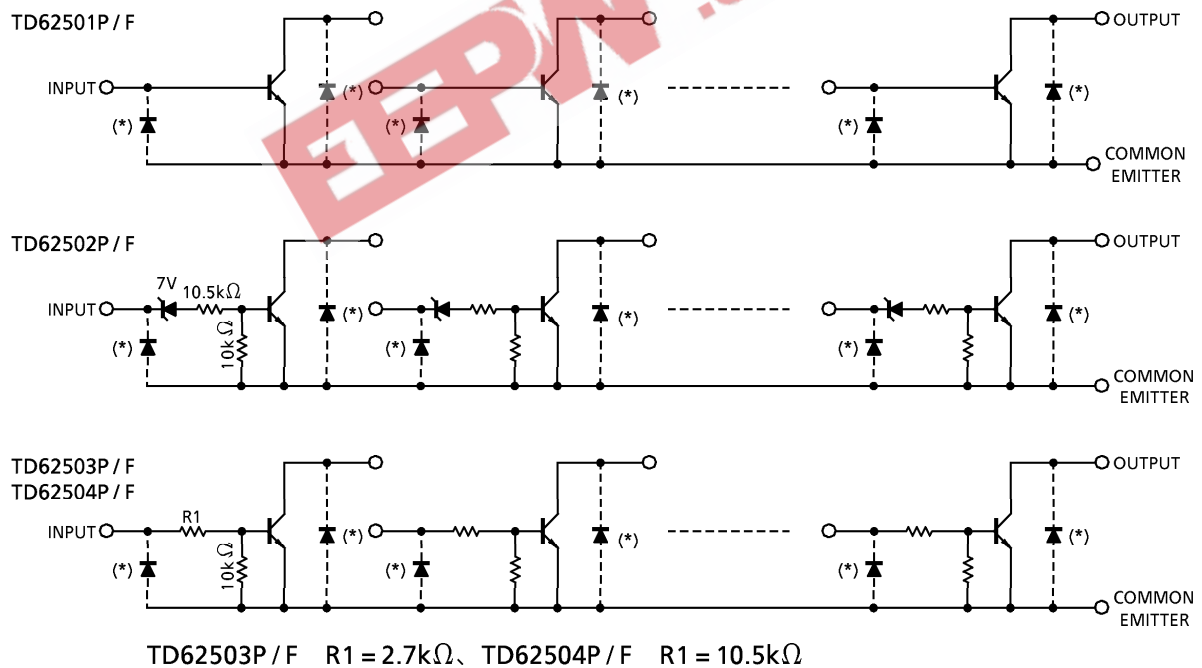 TD62501P / F
OUTPUT
INPUT
(*)
(*)
(*)
(*)
(*)
(*)
COMMON
EMITTER
EEPW
TD62502P / F
OUTPUT
7V
10.5kΩ
INPUT
10kΩ
(*)
(*)
(*)
(*)
(*)
(*)
COMMON
EMITTER
TD62503P / F
TD62504P / F
OUTPUT
R1
INPUT
10kΩ
(*)
(*)
(*)
(*)
(*)
(*)
COMMON
EMITTER
TD62503P / F R1 = 2.7kΩ、TD62504P / F R1 = 10.5kΩ